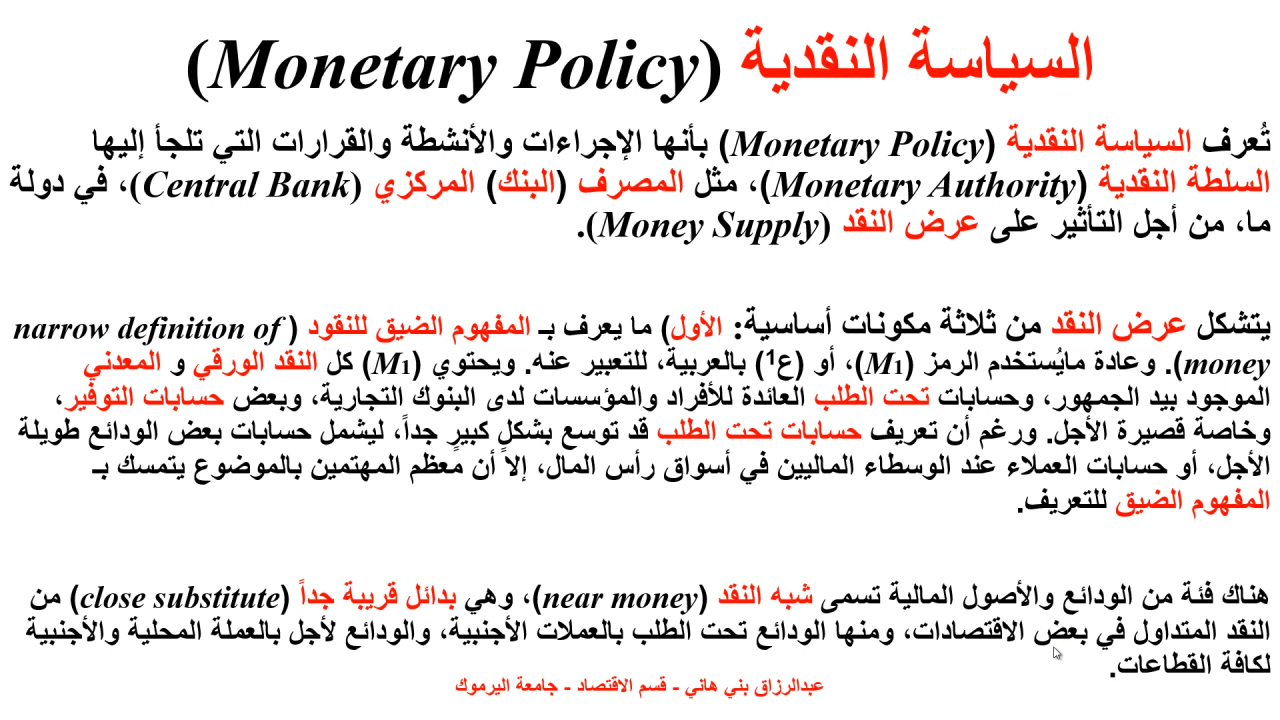 السياسة النقدية (Monetary Policy)
تُعرف السياسة النقدية (Monetary Policy) بأنها الإجراءات والأنشطة والقرارات التي تلجأ إليها
السلطة النقدية (Monetary Authority)، مثل المصرف (البنك) المركزي (Central Bank)، في دولة
ما، من أجل التأثير على عرض النقد (Money Supply).
يتشكل عرض النقد من ثلاثة مكونات أساسية: الأول) ما يعرف بـ المفهوم الضيق للنقود (narrow definition of
money). وعادة مايُستخدم الرمز (M1)، أو (ع1) بالعربية، للتعبير عنه. ويحتوي (M1) كل النقد الورقي و المعدني
الموجود بيد الجمهور، وحسابات تحت الطلب العائدة للأفراد والمؤسسات لدى البنوك التجارية، وبعض حسابات التوفير،
وخاصة قصيرة الأجل. ورغم أن تعريف حسابات تحت الطلب قد توسع بشكلٍ كبيرٍ جداً، ليشمل حسابات بعض الودائع طويلة
الأجل، أو حسابات العملاء عند الوسطاء الماليين في أسواق رأس المال، إلاّ أن معظم المهتمين بالموضوع يتمسك بـ
المفهوم الضيق للتعريف.
هناك فئة من الودائع والأصول المالية تسمى شبه النقد (near money)، وهي بدائل قريبة جداً (close substitute) من
النقد المتداول في بعض الاقتصادات، ومنها الودائع تحت الطلب بالعملات الأجنبية، والودائع لأجل بالعملة المحلية والأجنبية
لكافة القطاعات.
عبدالرزاق بني هاني - قسم الاقتصاد - جامعة اليرموك